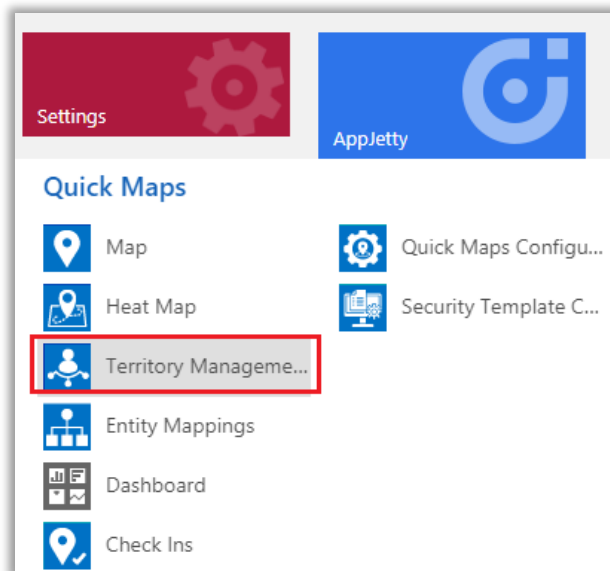 Settings
AppJetty
Quick Maps
Map
Quick Maps Configu...
Heat Map
Security Template C...
Territory Manageme...
Entity Mappings
Dashboard
Check Ins